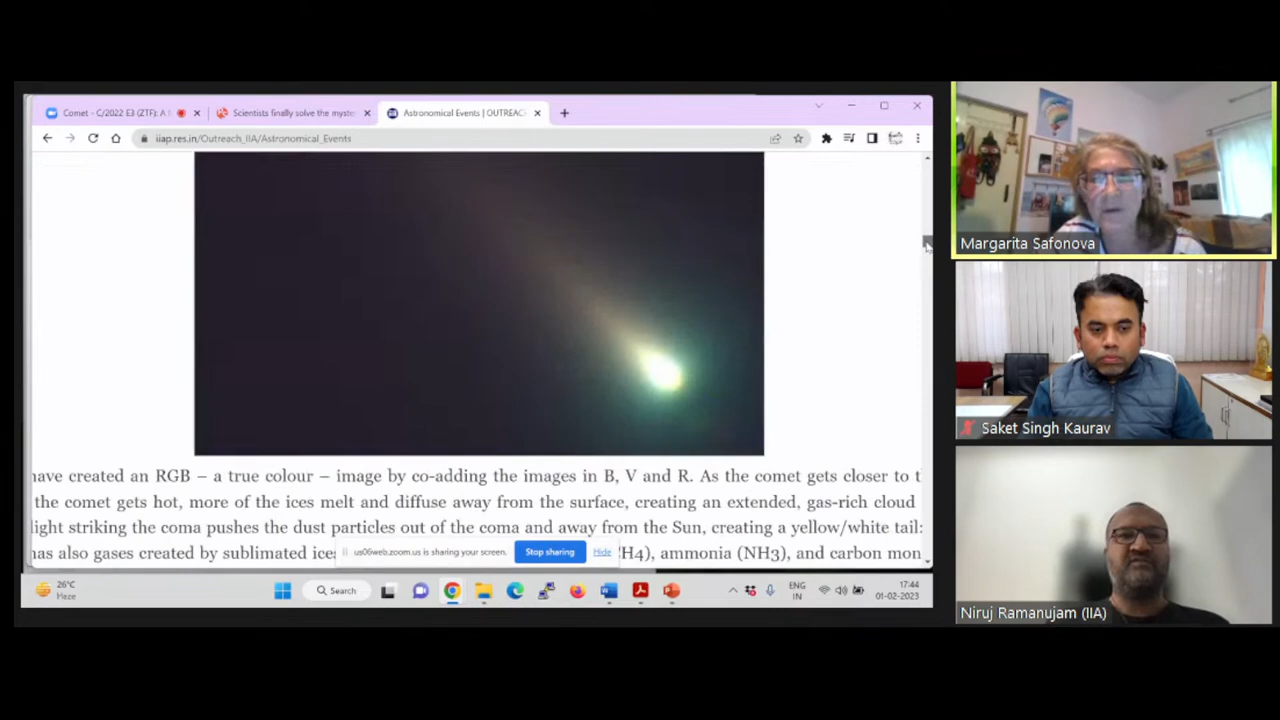 Comet - C/2022 E3 (ZTF): A
Scientists finally solve the myste
Astronomical Events | OUTREAC
iiap.res.in/Outreach_IIA/Astronomical_Events
have created an RGB – a true colour – image by co-adding the images in B, V and R. As the comet gets closer to
the comet gets hot, more of the ices melt and diffuse away from the surface, creating an extended, gas-rich cloud
light striking the coma pushes the dust particles out of the coma and away from the Sun, creating a yellow/white tail:
has also gases created by sublimated ices H4), ammonia (NH3), and carbon mon
us06web.zoom.us is sharing your screen. Stop sharing Hide
26°C
Haze
Search
ENG
IN
17:44
01-02-2023
Margarita Safonova
Saket Singh Kaurav
Niruj Ramanujam (IIA)